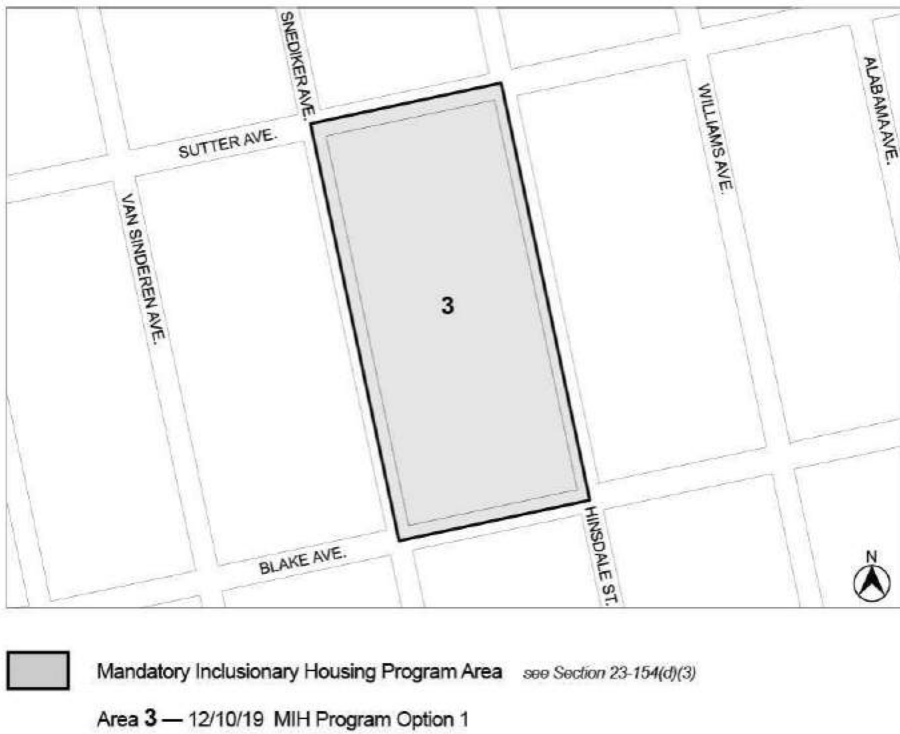 SNEDIKER AVE.
SUTTER AVE.
VAN SINDEREN AVE.
WILLIAMS AVE.
ALABAMA AVE.
3
BLAKE AVE.
HINSDALE ST.
N
Mandatory Inclusionary Housing Program Area see Section 23-154(d)(3)
Area 3 — 12/10/19 MIH Program Option 1